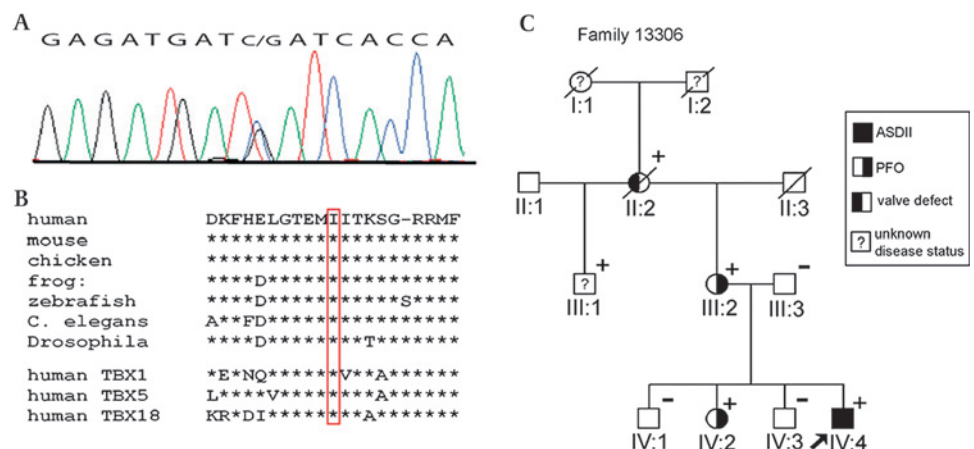 A
G A G A T G A T C/G A T C A C C A
B
human DKFHELGTEMIITKSG-RRMF
mouse *********************
chicken *********************
frog: ****D****************
zebrafish ****D***********S****
C. elegans A**FD****************
Drosophila ****D********T*******
human TBX1 *E*NQ******V**A******
human TBX5 L****V********A******
human TBX18 KR*DI********A*******
C
Family 13306
?
I:1
?
I:2
II:1
+
II:2
II:3
?
+
III:1
+
III:2
-
III:3
-
IV:1
+
IV:2
-
IV:3
+
IV:4
ASDII
PFO
valve defect
? unknown
disease status